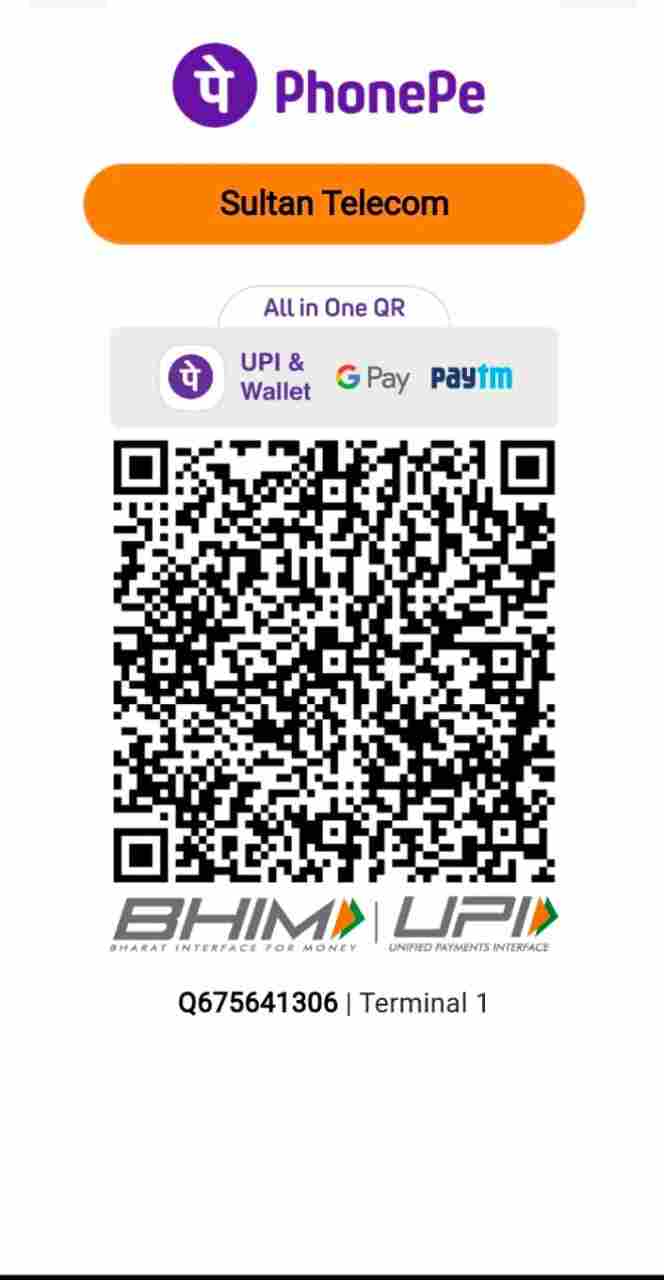 पे PhonePe
Sultan Telecom
All in One QR
पे UPI & Wallet G Pay paytm
BHIM | UPI
BHARAT INTERFACE FOR MONEY UNIFIED PAYMENTS INTERFACE
Q675641306 | Terminal 1